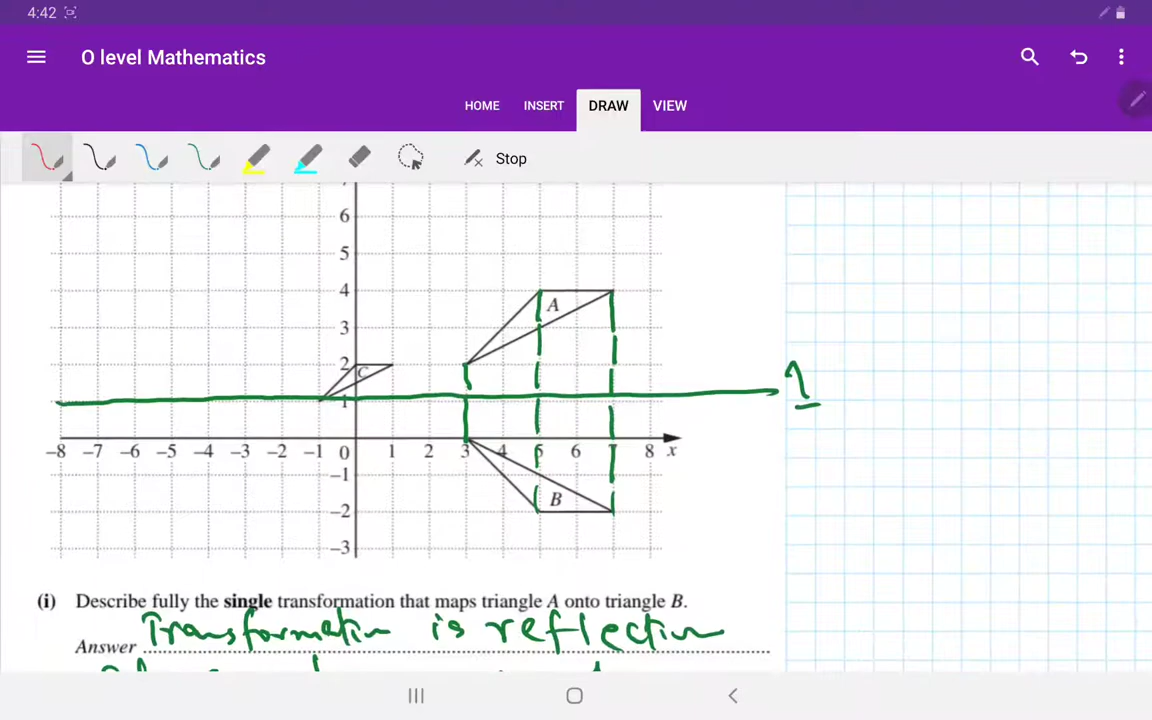 4:42
O level Mathematics
HOME INSERT DRAW VIEW
Stop
6
5
4 A
3
2 C
1
1
-8 -7 -6 -5 -4 -3 -2 -1 0 1 2 3 4 5 6 7 8 x
-1
B
-2
-3
(i) Describe fully the single transformation that maps triangle A onto triangle B.
Transformation is reflection
Answer